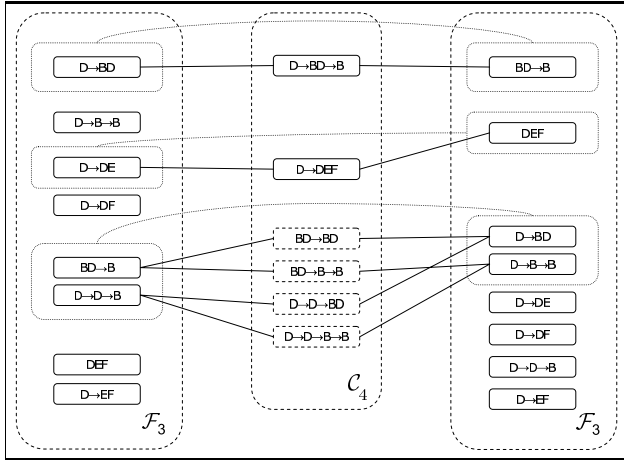 D→BD
D→B→B
D→DE
D→DF
BD→B
D→D→B
DEF
D→EF
F3
D→BD→B
D→DEF
BD→BD
BD→B→B
D→D→BD
D→D→B→B
C4
BD→B
DEF
D→BD
D→B→B
D→DE
D→DF
D→D→B
D→EF
F3